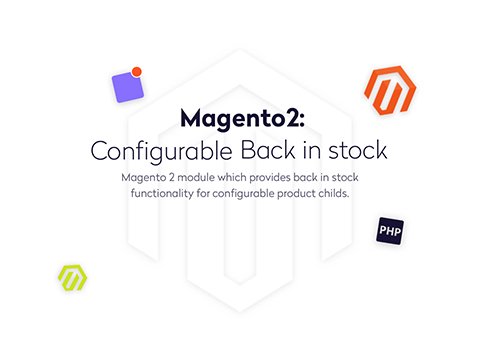 Magento2:
Configurable Back in stock
Magento 2 module which provides back in stock
functionality for configurable product childs.
PHP